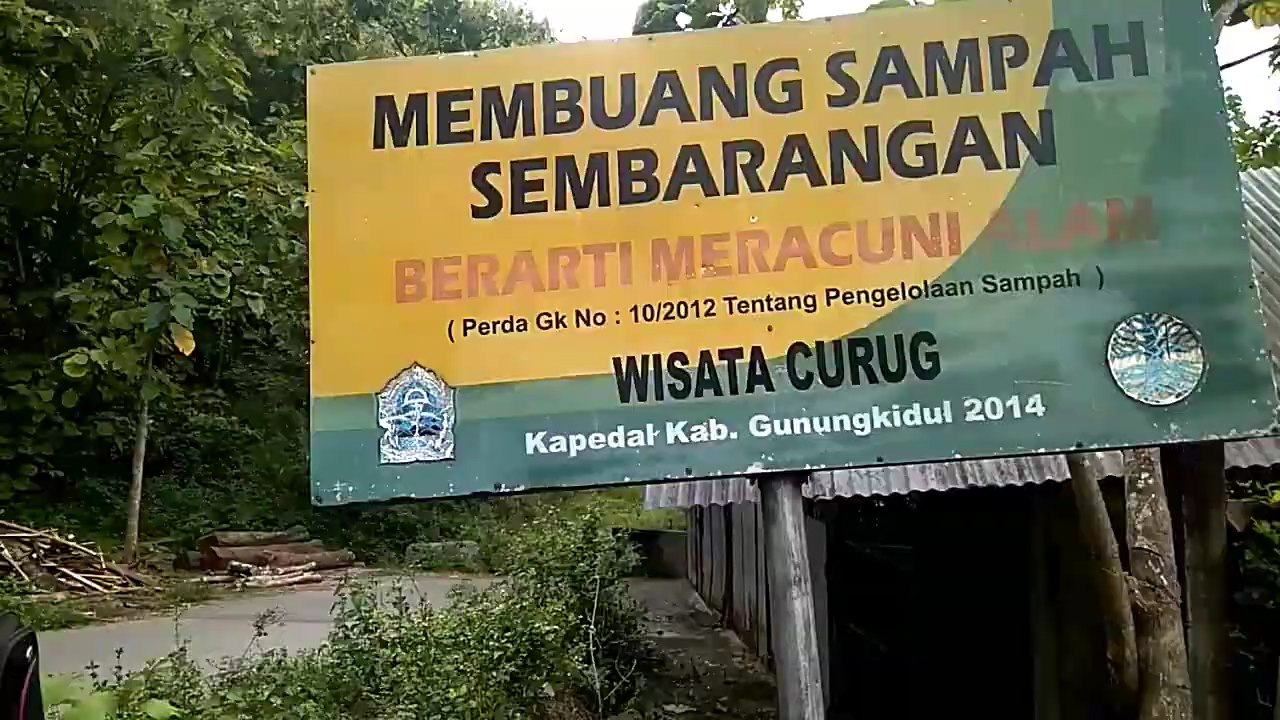 MEMBUANG SAMPAH
SEMBARANGAN
BERARTI MERACUNI ALAM
( Perda Gk No : 10/2012 Tentang Pengelolaan Sampah )
WISATA CURUG
Kapedal Kab. Gunungkidul 2014